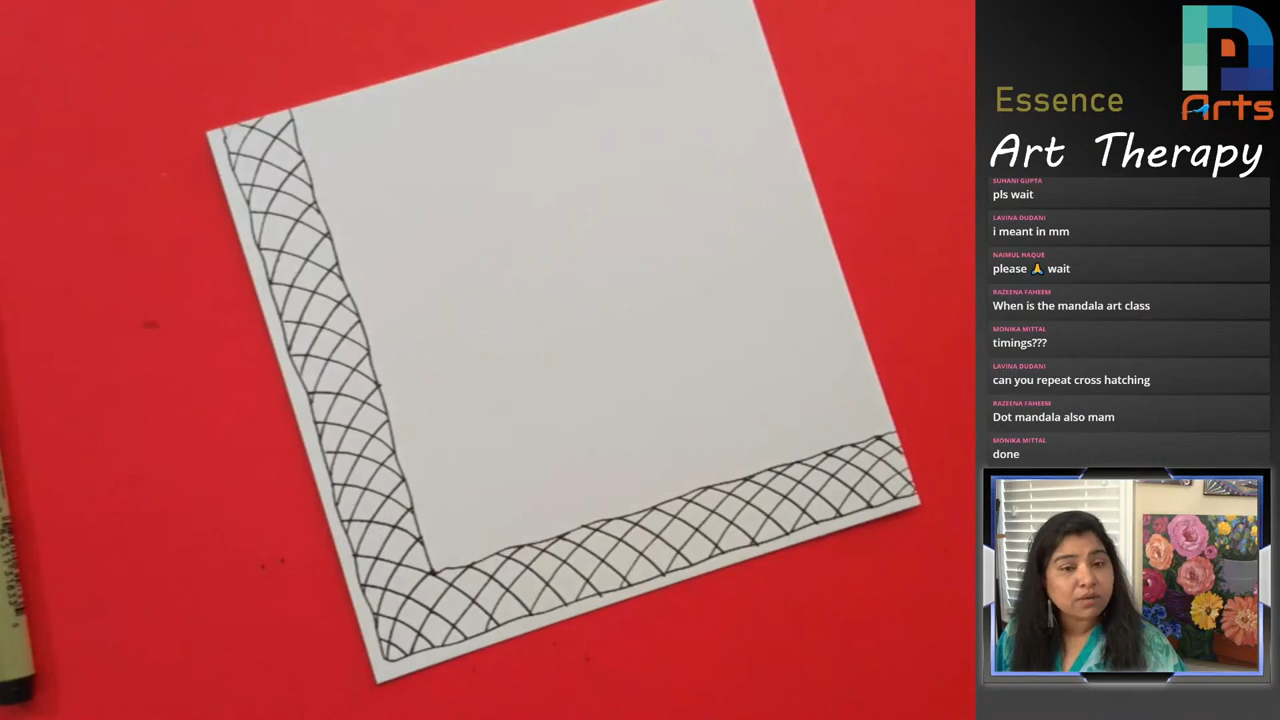 Essence
Arts
Art Therapy
SUHANI GUPTA
pls wait
LAVINA DUDANI
i meant in mm
NAIMUL HAQUE
please 🙏 wait
RAZEENA FAHEEM
When is the mandala art class
MONIKA MITTAL
timings???
LAVINA DUDANI
can you repeat cross hatching
RAZEENA FAHEEM
Dot mandala also mam
MONIKA MITTAL
done